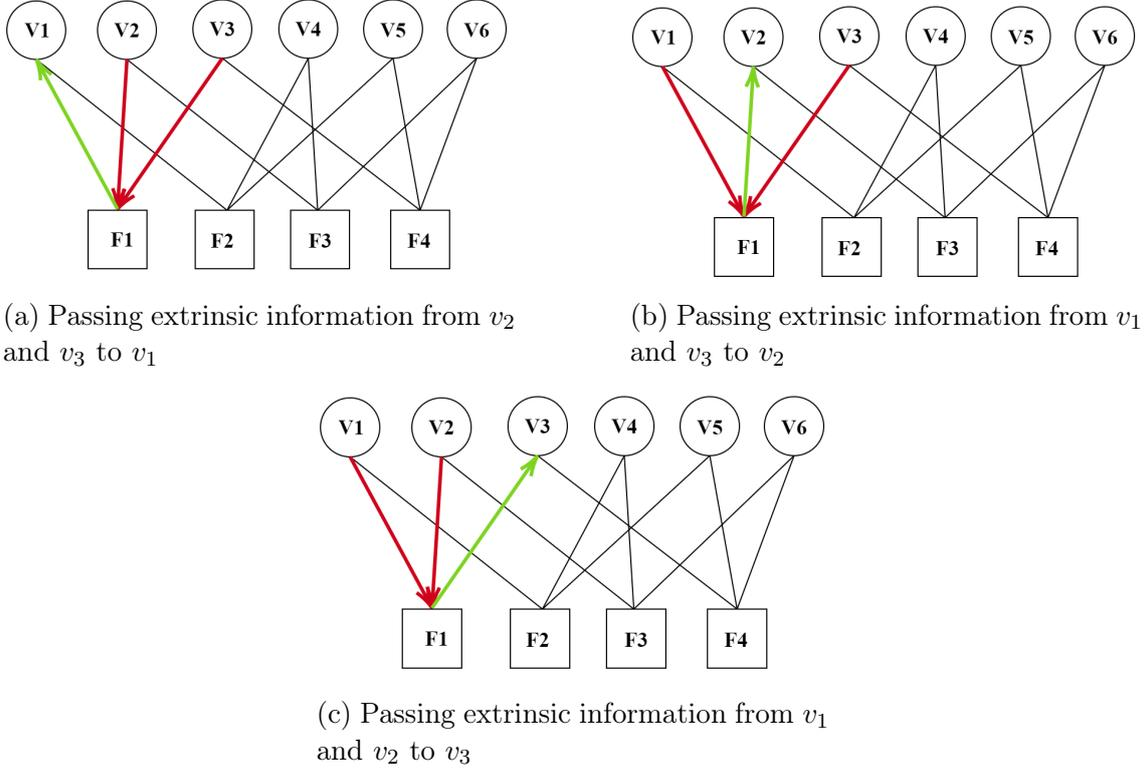 V1 V2 V3 V4 V5 V6
F1 F2 F3 F4
(a) Passing extrinsic information from v₂
and v₃ to v₁
V1 V2 V3 V4 V5 V6
F1 F2 F3 F4
(b) Passing extrinsic information from v₁
and v₃ to v₂
V1 V2 V3 V4 V5 V6
F1 F2 F3 F4
(c) Passing extrinsic information from v₁
and v₂ to v₃